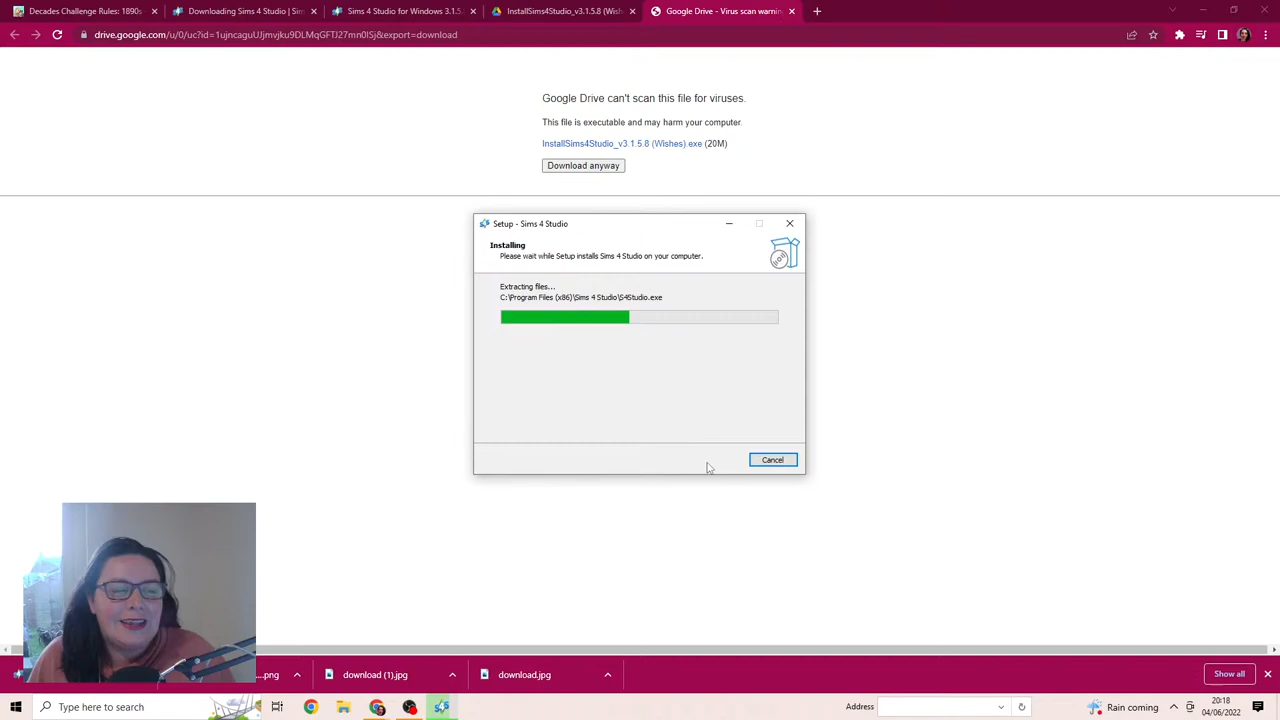 Decades Challenge Rules: 1890s
Downloading Sims 4 Studio | Sim
Sims 4 Studio for Windows 3.1.5.
InstallSims4Studio_v3.1.5.8 (Wish
Google Drive - Virus scan warnin
drive.google.com/u/0/uc?id=1ujncaguUJjmvjku9DLMqGFTJ27mn0ISj&export=download
Google Drive can't scan this file for viruses.
This file is executable and may harm your computer.
InstallSims4Studio_v3.1.5.8 (Wishes).exe (20M)
Download anyway
Setup - Sims 4 Studio
Installing
Please wait while Setup installs Sims 4 Studio on your computer.
Extracting files...
C:\Program Files (x86)\Sims 4 Studio\S4Studio.exe
Cancel
....png
download (1).jpg
download.jpg
Show all
Type here to search
Address
Rain coming
20:18
04/06/2022